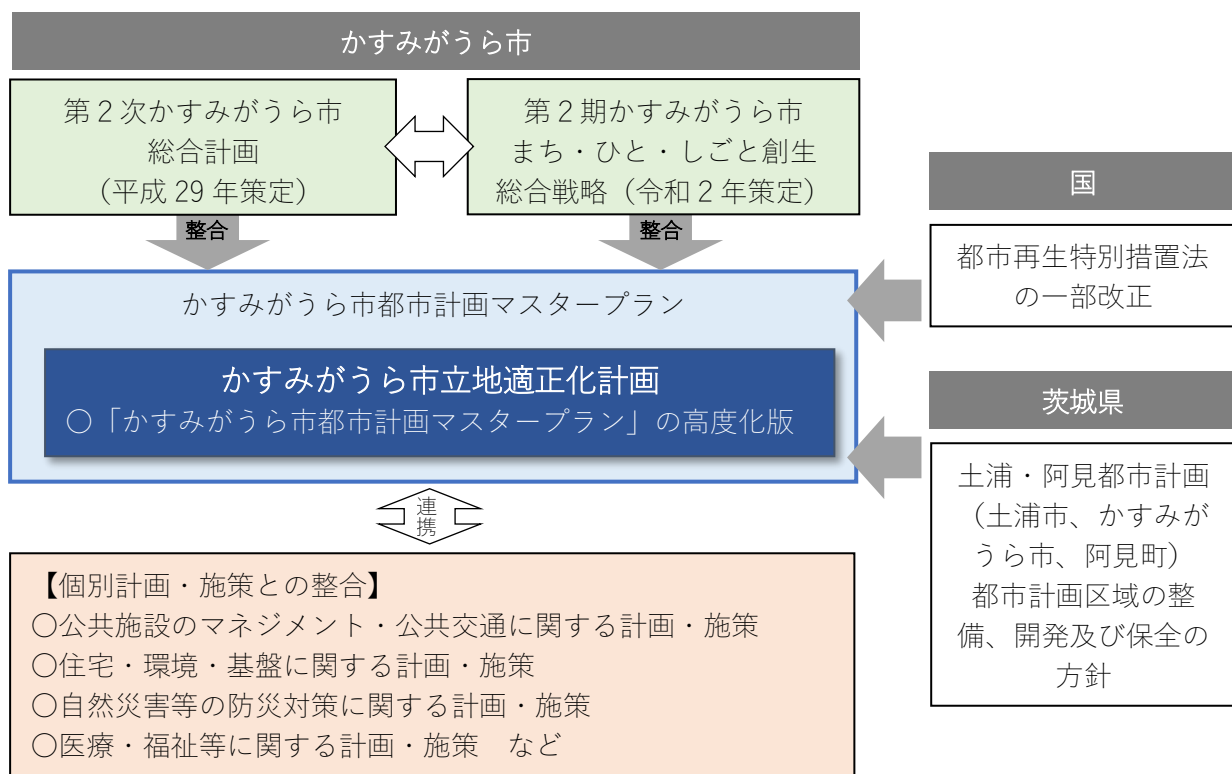 かすみがうら市
第２次かすみがうら市
総合計画
（平成 29 年策定）
第２期かすみがうら市
まち・ひと・しごと創生
総合戦略（令和２年策定）
整合
整合
かすみがうら市都市計画マスタープラン
かすみがうら市立地適正化計画
○「かすみがうら市都市計画マスタープラン」の高度化版
国
都市再生特別措置法
の一部改正
茨城県
土浦・阿見都市計画
（土浦市、かすみが
うら市、阿見町）
都市計画区域の整
備、開発及び保全の
方針
連
携
【個別計画・施策との整合】
○公共施設のマネジメント・公共交通に関する計画・施策
○住宅・環境・基盤に関する計画・施策
○自然災害等の防災対策に関する計画・施策
○医療・福祉等に関する計画・施策　など